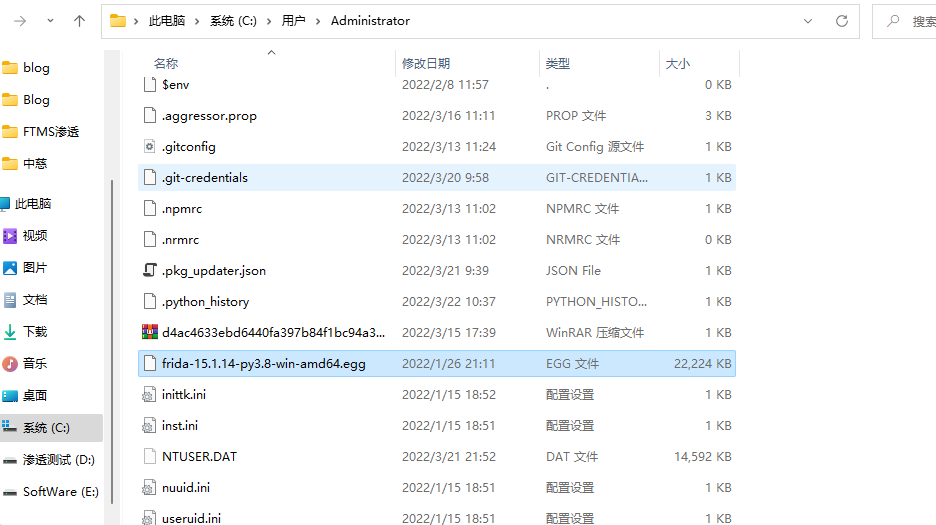 此电脑 › 系统 (C:) › 用户 › Administrator
搜索
名称 修改日期 类型 大小
$env 2022/2/8 11:57 . 0 KB
.aggressor.prop 2022/3/16 11:11 PROP 文件 3 KB
.gitconfig 2022/3/13 11:24 Git Config 源文件 1 KB
.git-credentials 2022/3/20 9:58 GIT-CREDENTIA... 1 KB
.npmrc 2022/3/13 11:02 NPMRC 文件 1 KB
.nrmrc 2022/3/13 11:02 NRMRC 文件 0 KB
.pkg_updater.json 2022/3/21 9:39 JSON File 1 KB
.python_history 2022/3/22 10:37 PYTHON_HISTO... 1 KB
d4ac4633ebd6440fa397b84f1bc94a3... 2022/3/15 17:39 WinRAR 压缩文件 1 KB
frida-15.1.14-py3.8-win-amd64.egg 2022/1/26 21:11 EGG 文件 22,224 KB
inittk.ini 2022/1/15 18:52 配置设置 1 KB
inst.ini 2022/1/15 18:51 配置设置 1 KB
NTUSER.DAT 2022/3/21 21:52 DAT 文件 14,592 KB
nuuid.ini 2022/1/15 18:51 配置设置 1 KB
useruid.ini 2022/1/15 18:51 配置设置 1 KB
blog
Blog
FTMS渗透
中慈
此电脑
视频
图片
文档
下载
音乐
桌面
系统 (C:)
渗透测试 (D:)
SoftWare (E:)